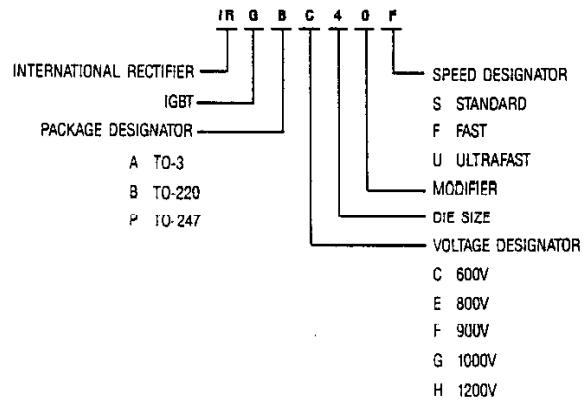 IR G B C 4 0 F
INTERNATIONAL RECTIFIER
IGBT
PACKAGE DESIGNATOR
A TO-3
B TO-220
P TO-247
SPEED DESIGNATOR
S STANDARD
F FAST
U ULTRAFAST
MODIFIER
DIE SIZE
VOLTAGE DESIGNATOR
C 600V
E 800V
F 900V
G 1000V
H 1200V